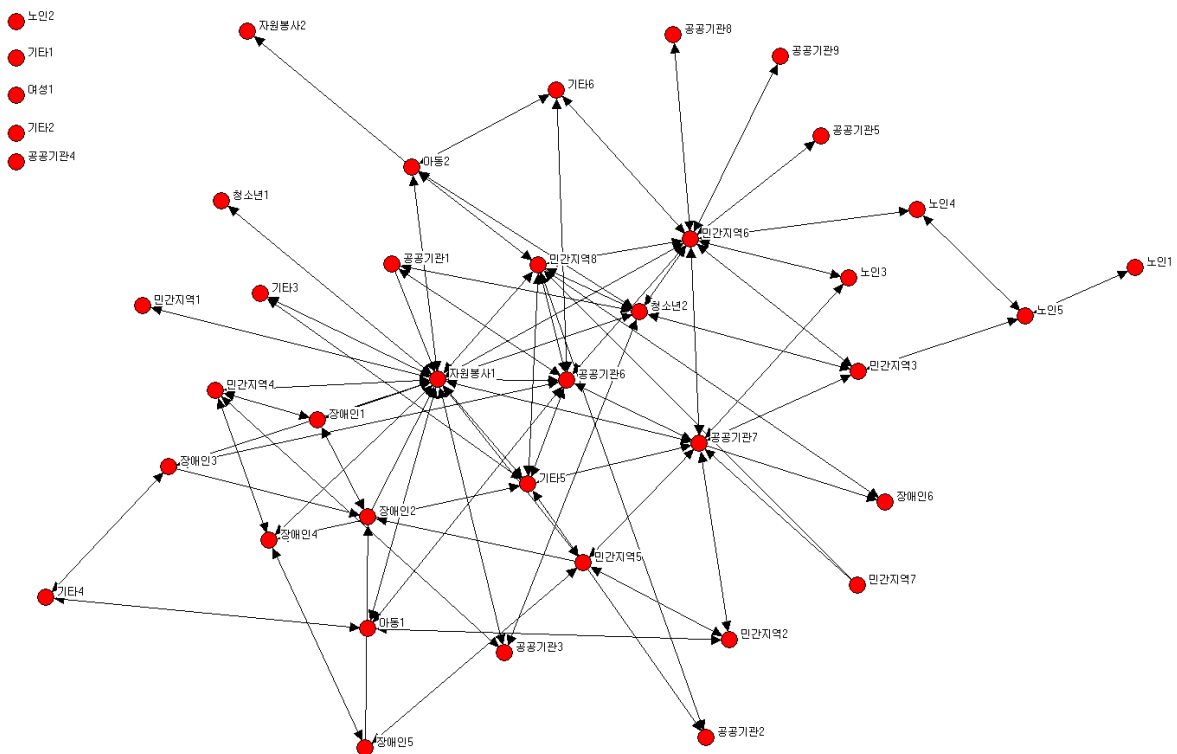 노인2
자원봉사2
공공기관8
공공기관9
기타1
기타6
여성1
기타2
공공기관5
공공기관4
아동2
청소년1
노인4
민간지역6
공공기관1
민간지역8
노인1
노인3
기타3
민간지역1
청소년2
노인5
민간지역3
자원봉사1
공공기관6
민간지역4
장애인1
공공기관7
장애인3
기타5
장애인6
장애인2
장애인4
민간지역5
민간지역7
기타4
아동1
민간지역2
공공기관3
공공기관2
장애인5